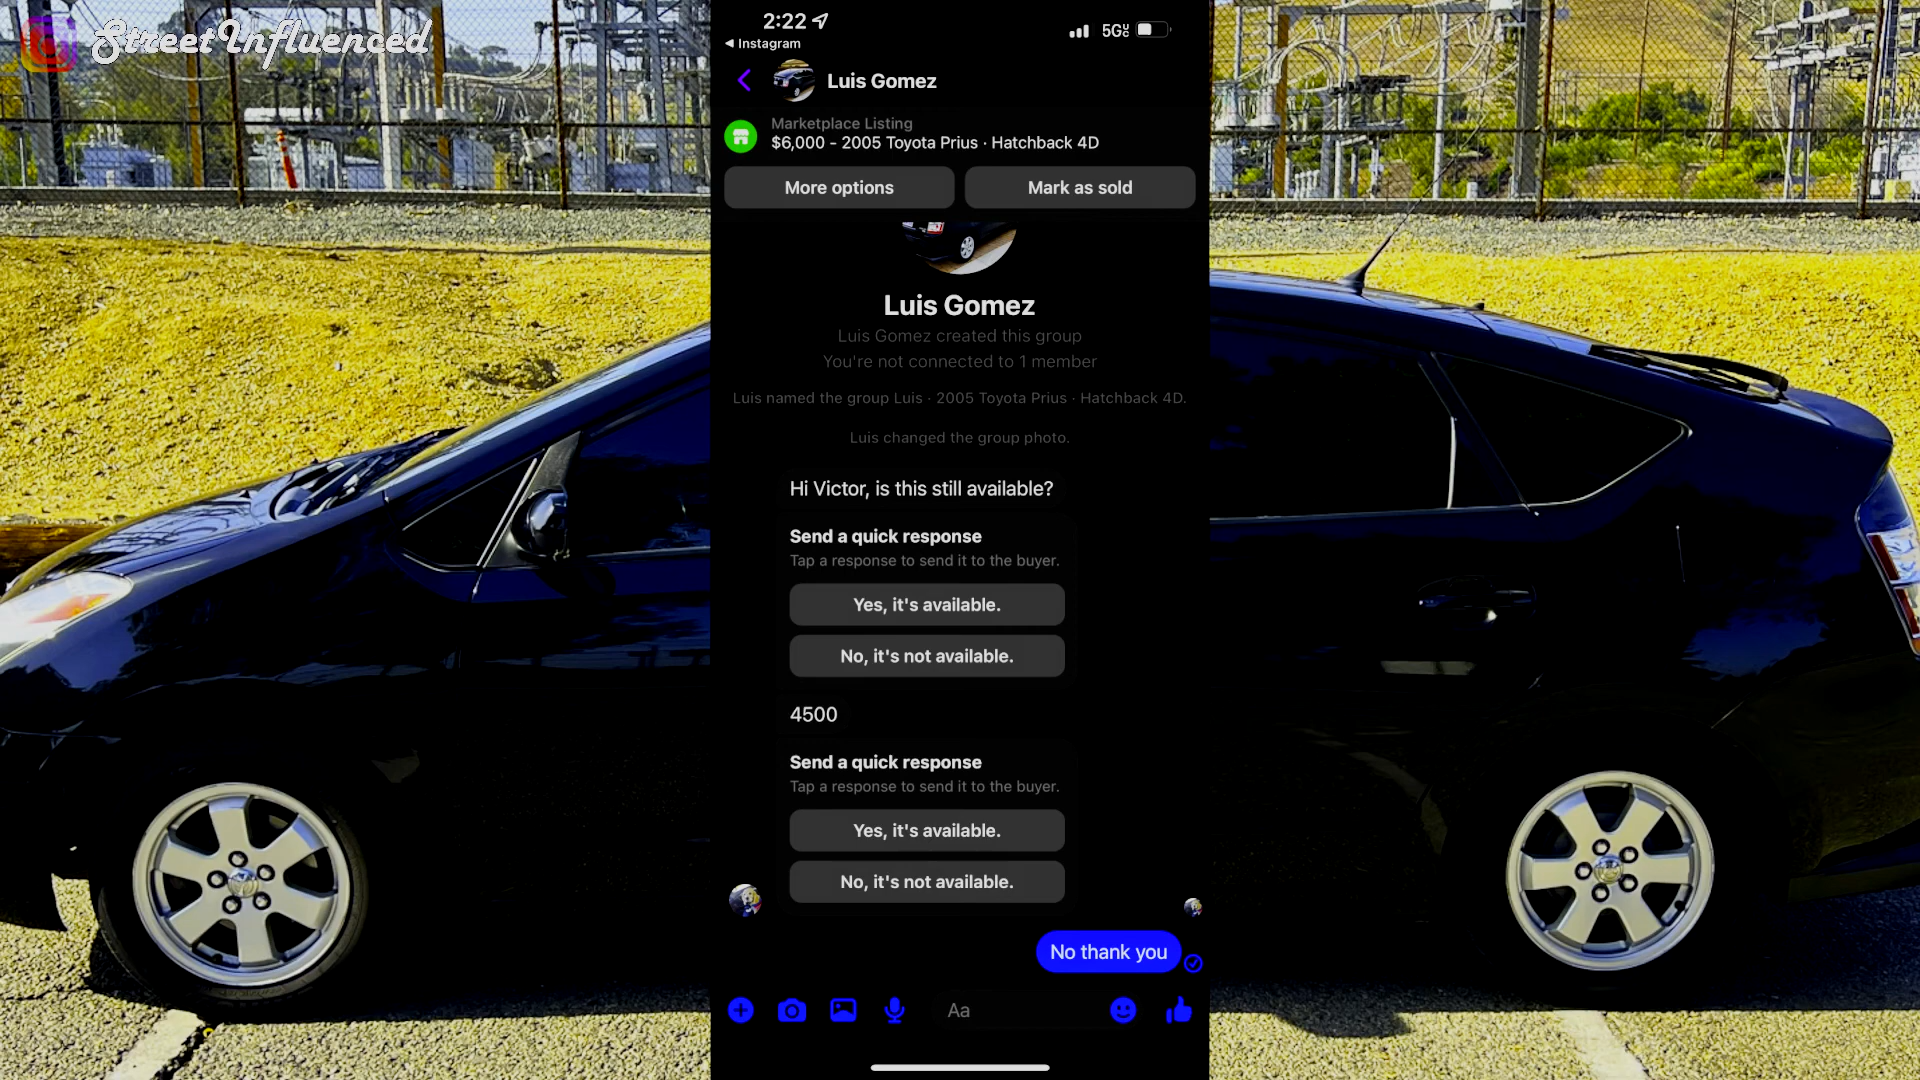 StreetInfluenced
2:22
5G
Instagram
Luis Gomez
Marketplace Listing
$6,000 - 2005 Toyota Prius · Hatchback 4D
More options
Mark as sold
Luis Gomez
Luis Gomez created this group
You're not connected to 1 member
Luis named the group Luis · 2005 Toyota Prius · Hatchback 4D.
Luis changed the group photo.
Hi Victor, is this still available?
Send a quick response
Tap a response to send it to the buyer.
Yes, it's available.
No, it's not available.
4500
Send a quick response
Tap a response to send it to the buyer.
Yes, it's available.
No, it's not available.
No thank you
Aa